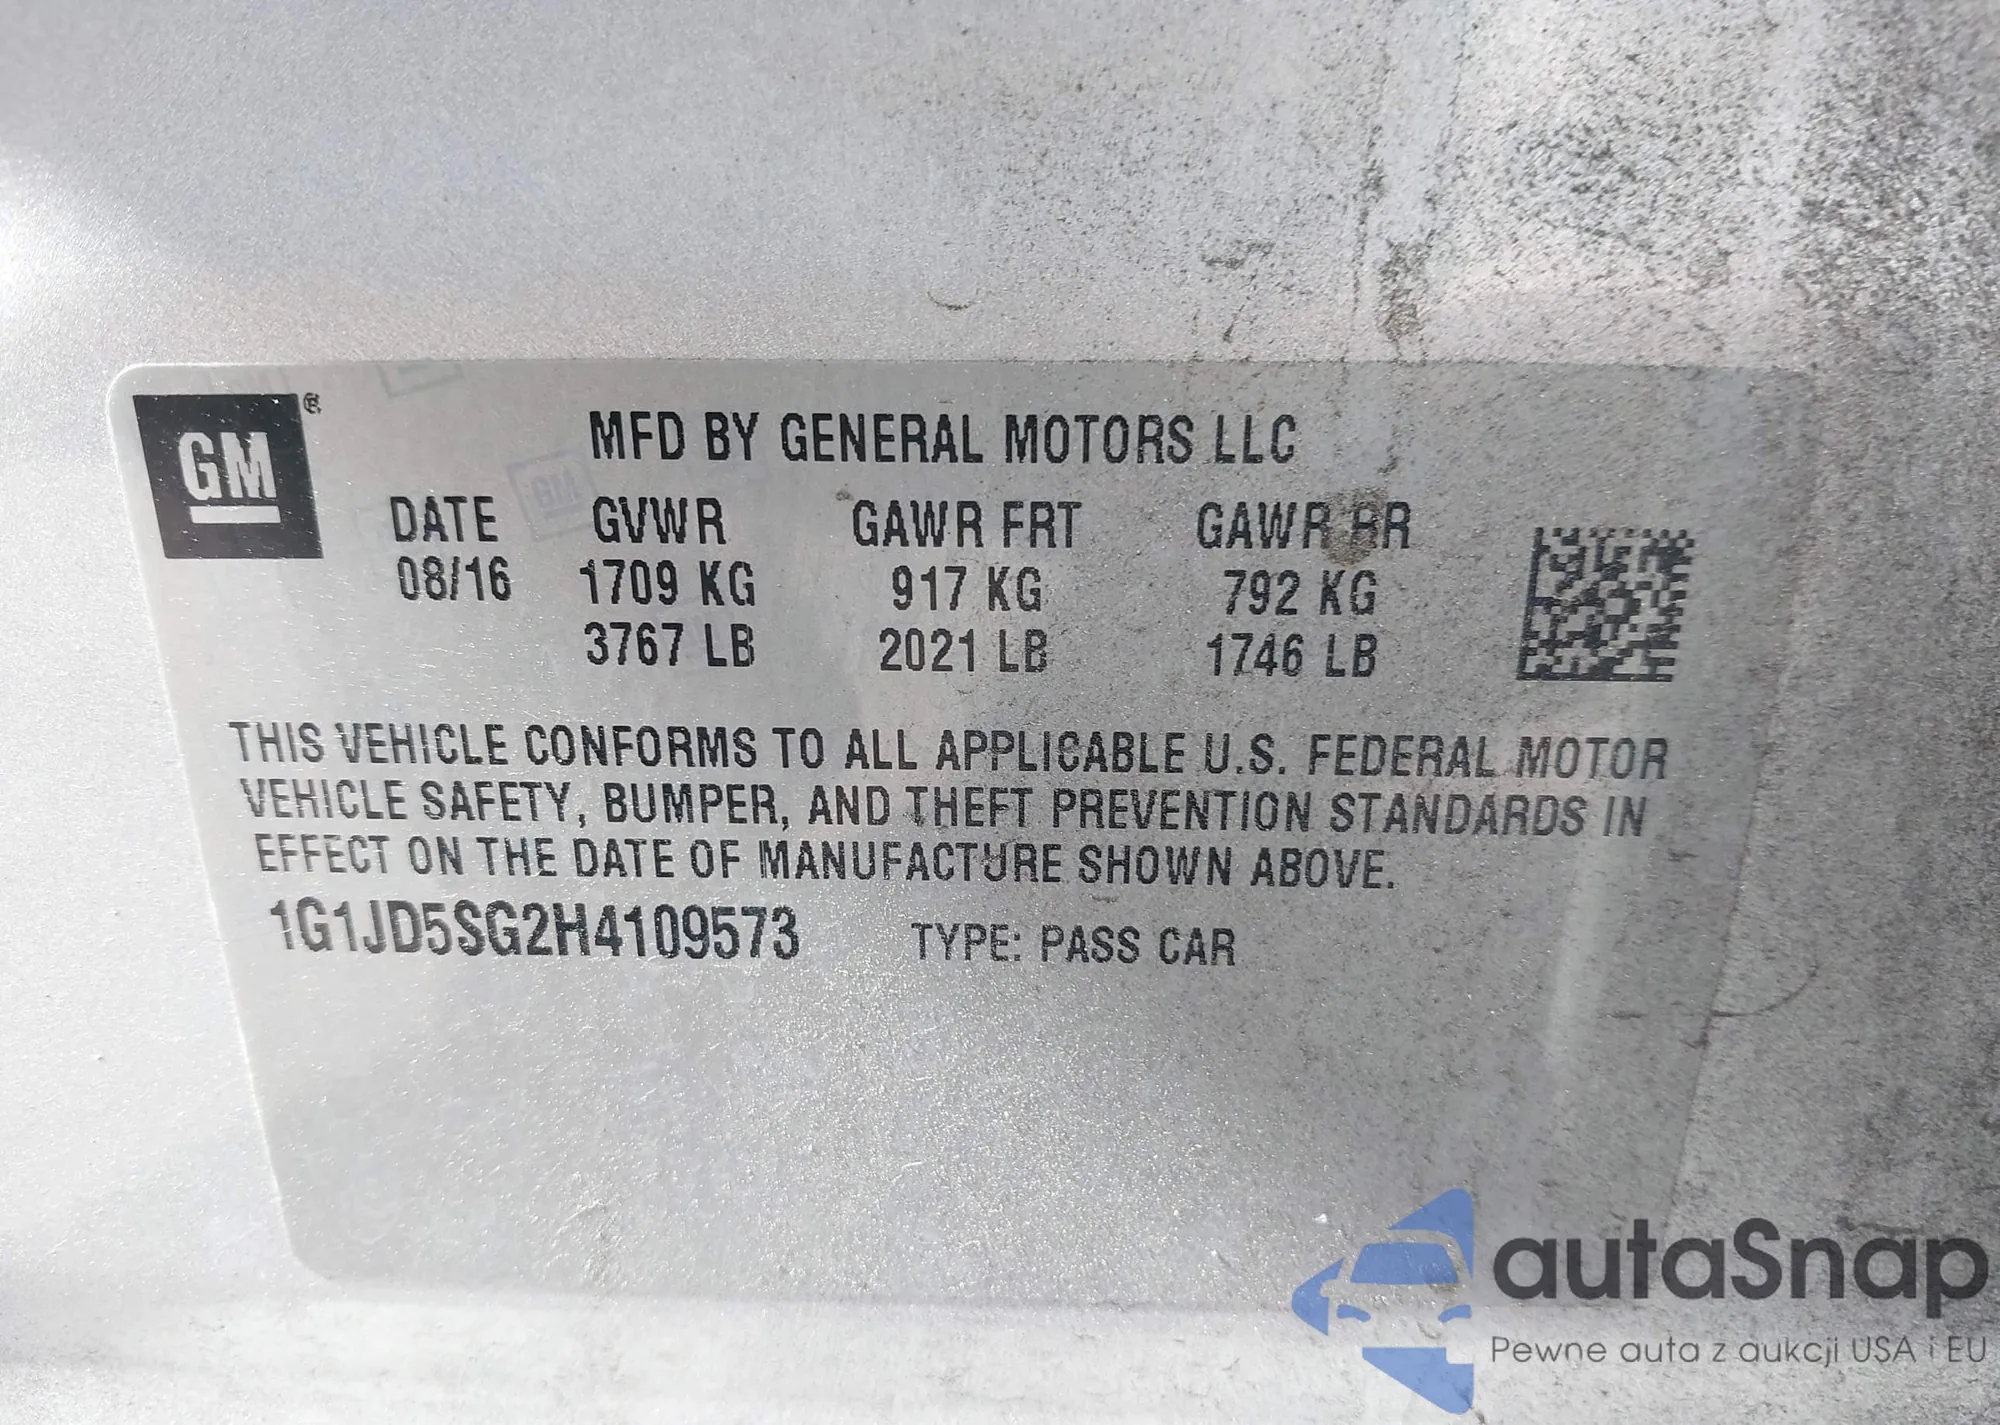 GM®
MFD BY GENERAL MOTORS LLC
DATE GVWR GAWR FRT GAWR RR
08/16 1709 KG 917 KG 792 KG
3767 LB 2021 LB 1746 LB
THIS VEHICLE CONFORMS TO ALL APPLICABLE U.S. FEDERAL MOTOR
VEHICLE SAFETY, BUMPER, AND THEFT PREVENTION STANDARDS IN
EFFECT ON THE DATE OF MANUFACTURE SHOWN ABOVE.
1G1JD5SG2H4109573 TYPE: PASS CAR
autaSnap
Pewne auta z aukcji USA i EU